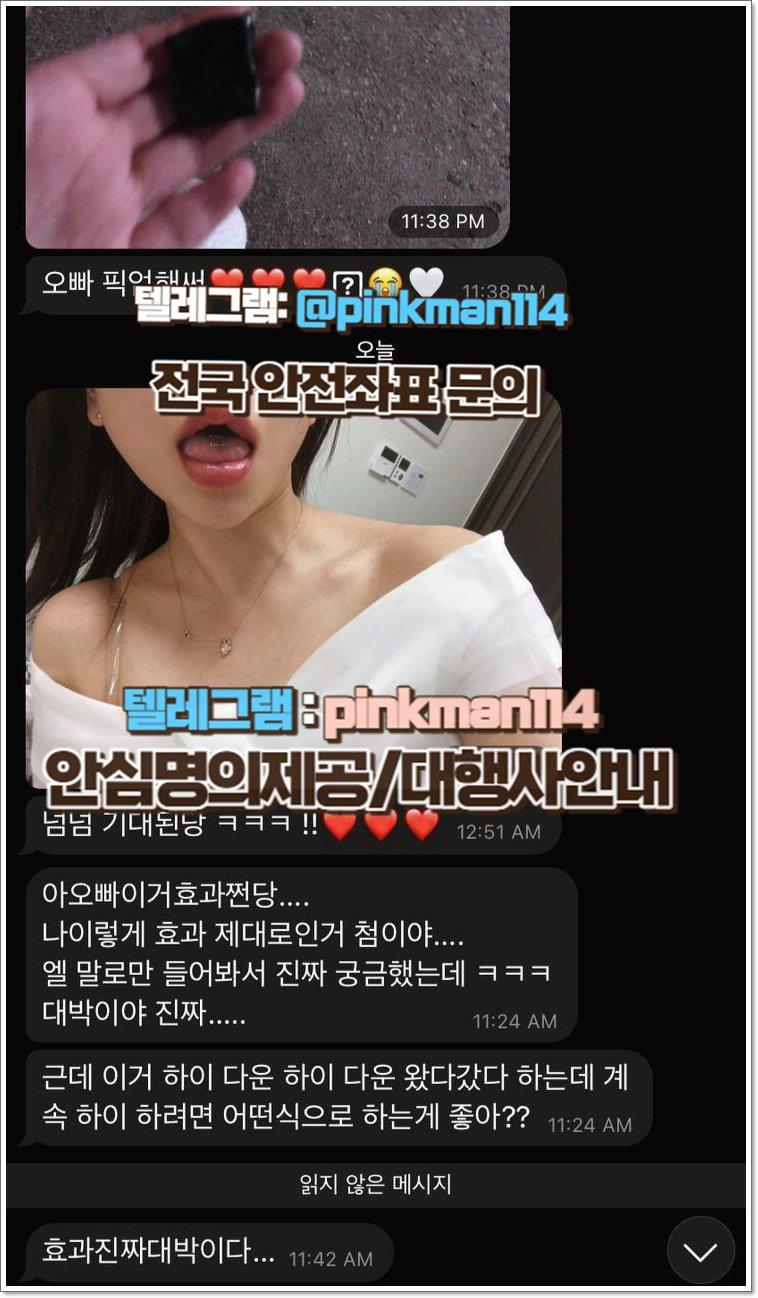 11:38 PM
오빠 픽업해써❤️❤️❤️⍰😭🤍 11:38 PM
텔레그램: @pinkman114
오늘
전국 안전좌표 문의
텔레그램 : pinkman114
안심명의제공/대행사안내
넘넘 기대된당 ㅋㅋㅋ !!❤️❤️❤️ 12:51 AM
아오빠이거효과쩐당....
나이렇게 효과 제대로인거 첨이야....
엘 말로만 들어봐서 진짜 궁금했는데 ㅋㅋㅋ
대박이야 진짜.....
11:24 AM
근데 이거 하이 다운 하이 다운 왔다갔다 하는데 계
속 하이 하려면 어떤식으로 하는게 좋아?? 11:24 AM
읽지 않은 메시지
효과진짜대박이다... 11:42 AM